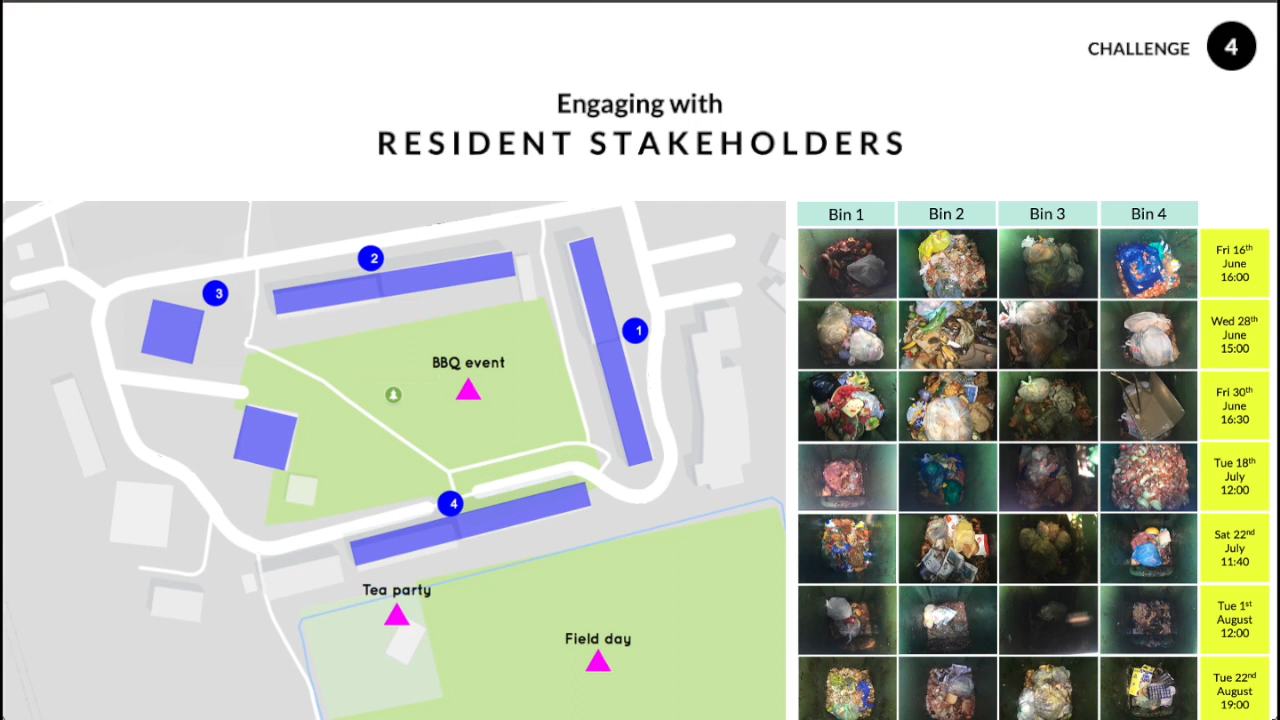 CHALLENGE 4
Engaging with
RESIDENT STAKEHOLDERS
2
3
1
BBQ event
4
Tea party
Field day
Bin 1
Bin 2
Bin 3
Bin 4
Fri 16th
June
16:00
Wed 28th
June
15:00
Fri 30th
June
16:30
Tue 18th
July
12:00
Sat 22nd
July
11:40
Tue 1st
August
12:00
Tue 22nd
August
19:00